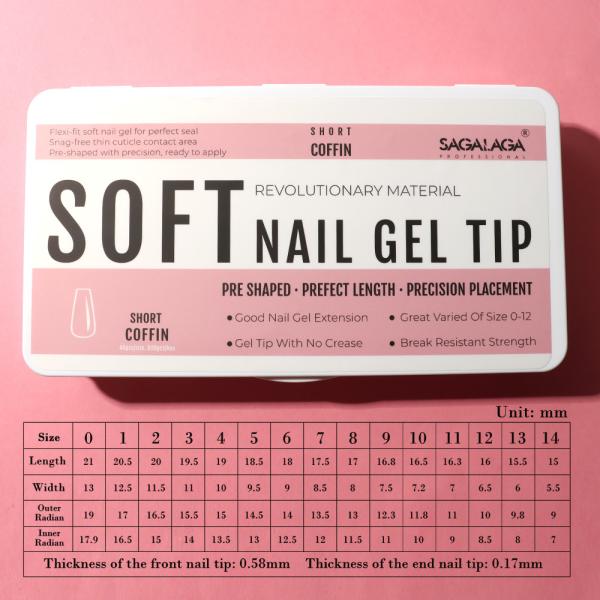 Flexi-fit soft nail gel for perfect seal
Snag-free thin cuticle contact area
Pre-shaped with precision, ready to apply
SHORT
COFFIN
SAGALAGA®
PROFESSIONAL
SOFT
REVOLUTIONARY MATERIAL
NAIL GEL TIP
PRE SHAPED · PREFECT LENGTH · PRECISION PLACEMENT
SHORT
COFFIN
• Good Nail Gel Extension
• Great Varied Of Size 0-12
• Gel Tip With No Crease
• Break Resistant Strength
Unit: mm
Size 0 1 2 3 4 5 6 7 8 9 10 11 12 13 14
Length 21 20.5 20 19.5 19 18.5 18 17.5 17 16.8 16.5 16.3 16 15.5 15
Width 13 12.5 11.5 11 10 9.5 9 8.5 8 7.5 7.2 7 6.5 6 5.5
Outer
Radian 19 17 16.5 15.5 15 14.5 14 13.5 13 12.3 11.8 11 10 9.8 9
Inner
Radian 17.9 16.5 15 14 13.5 13 12.5 12 11.5 11 10 9 8.5 8 7
Thickness of the front nail tip: 0.58mm Thickness of the end nail tip: 0.17mm